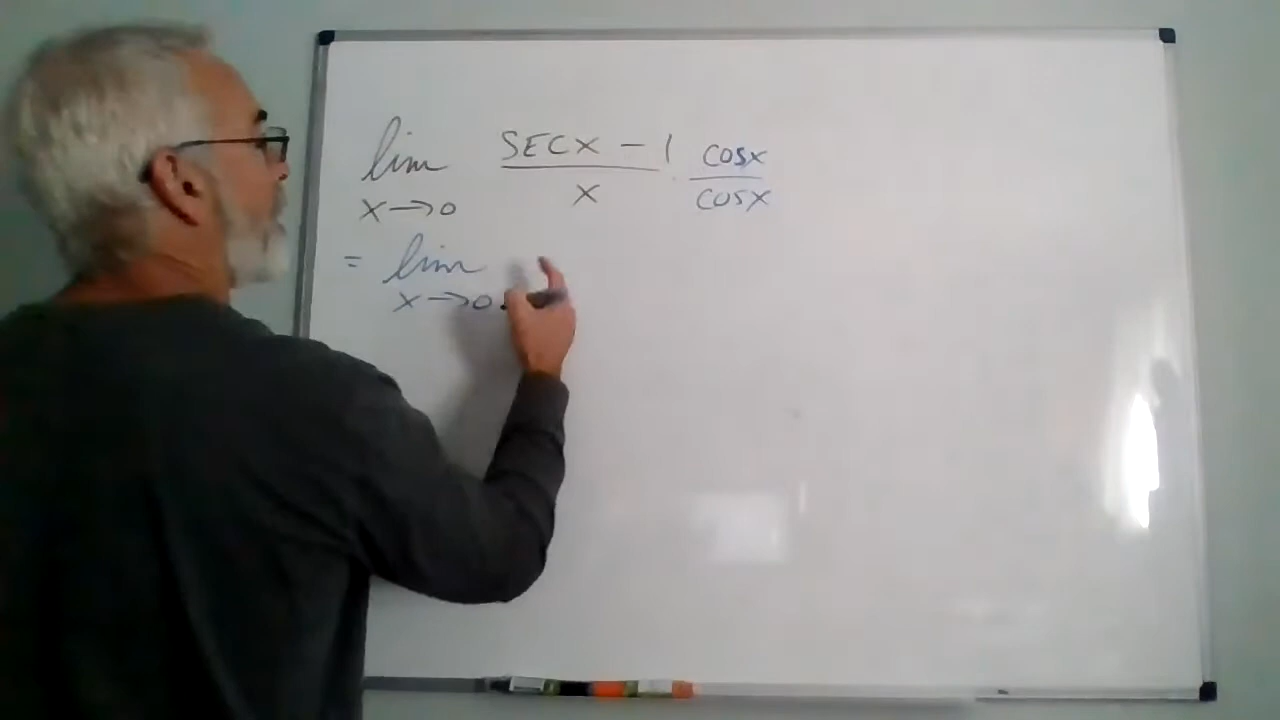 lim SECX - 1 / X · COSX / COSX
X → 0
= lim
X → 0